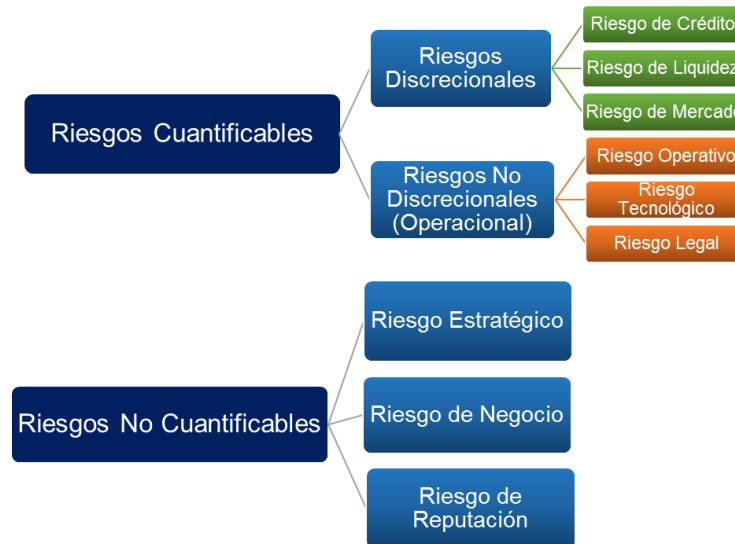 Riesgos Cuantificables
Riesgos
Discrecionales
Riesgo de Crédito
Riesgo de Liquidez
Riesgo de Mercado
Riesgos No
Discrecionales
(Operacional)
Riesgo Operativo
Riesgo
Tecnológico
Riesgo Legal
Riesgos No Cuantificables
Riesgo Estratégico
Riesgo de Negocio
Riesgo de
Reputación